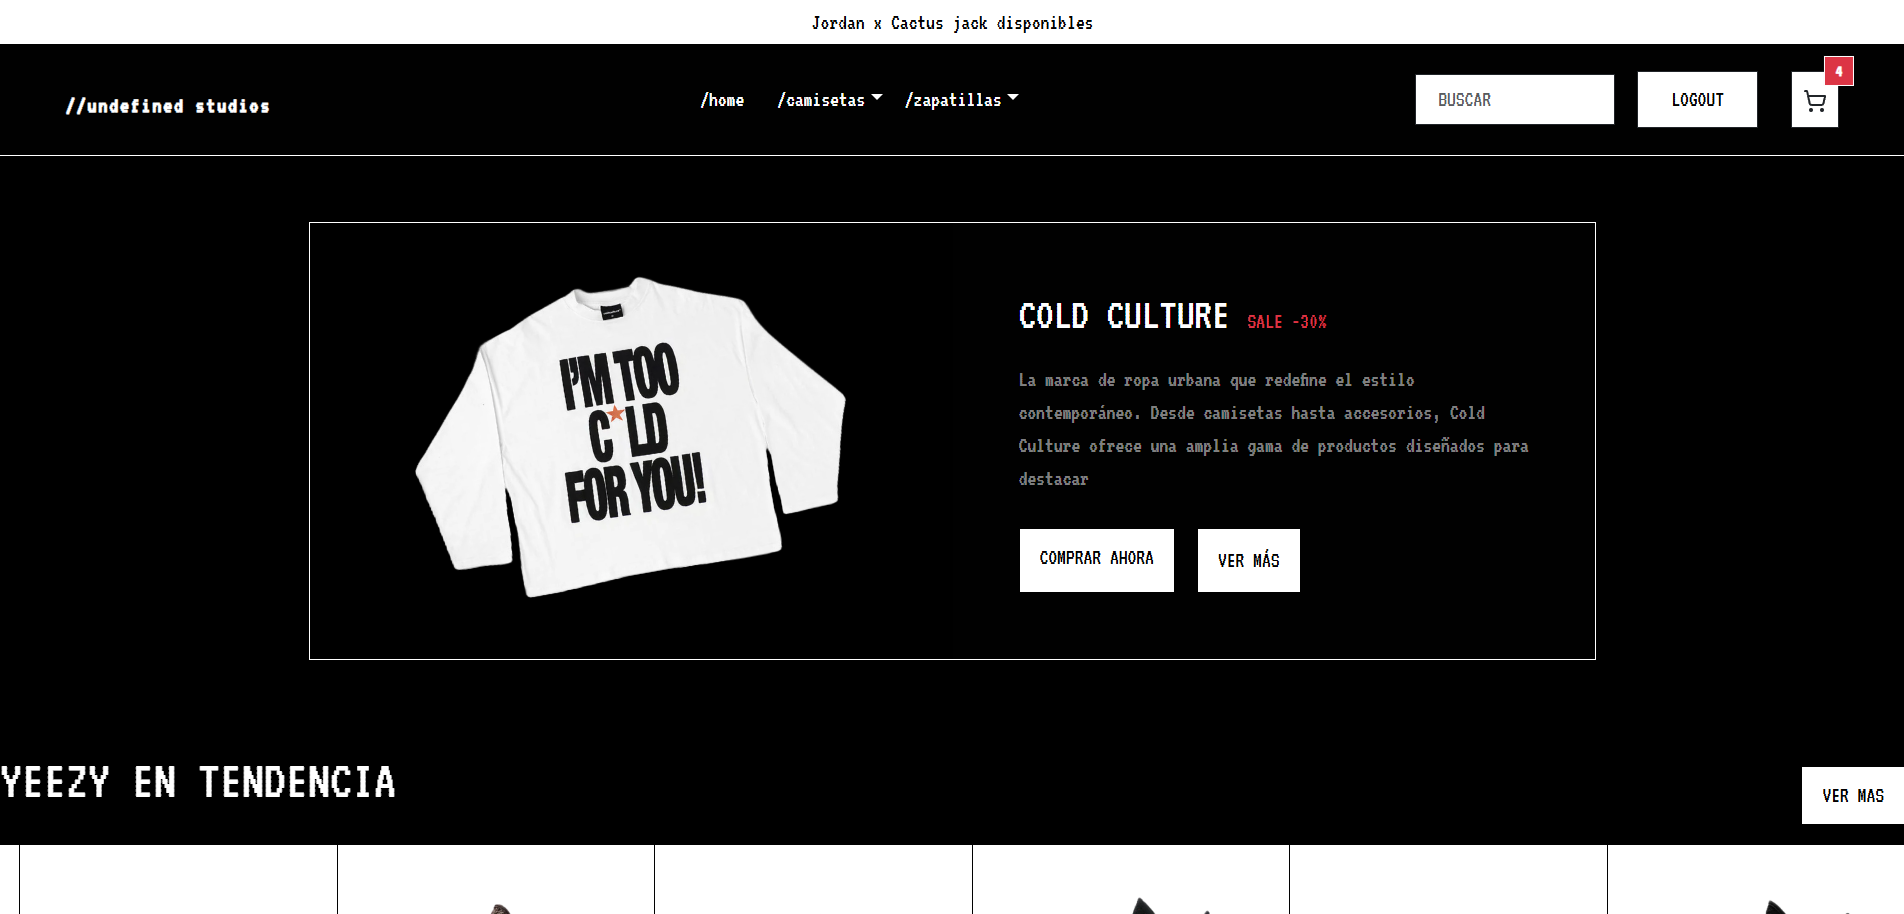 Jordan x Cactus jack disponibles
//undefined studios
/home
/camisetas
/zapatillas
BUSCAR
LOGOUT
4
I'M TOO
C★LD
FOR YOU!
COLD CULTURE SALE -30%
La marca de ropa urbana que redefine el estilo
contemporáneo. Desde camisetas hasta accesorios, Cold
Culture ofrece una amplia gama de productos diseñados para
destacar
COMPRAR AHORA
VER MÁS
YEEZY EN TENDENCIA
VER MAS